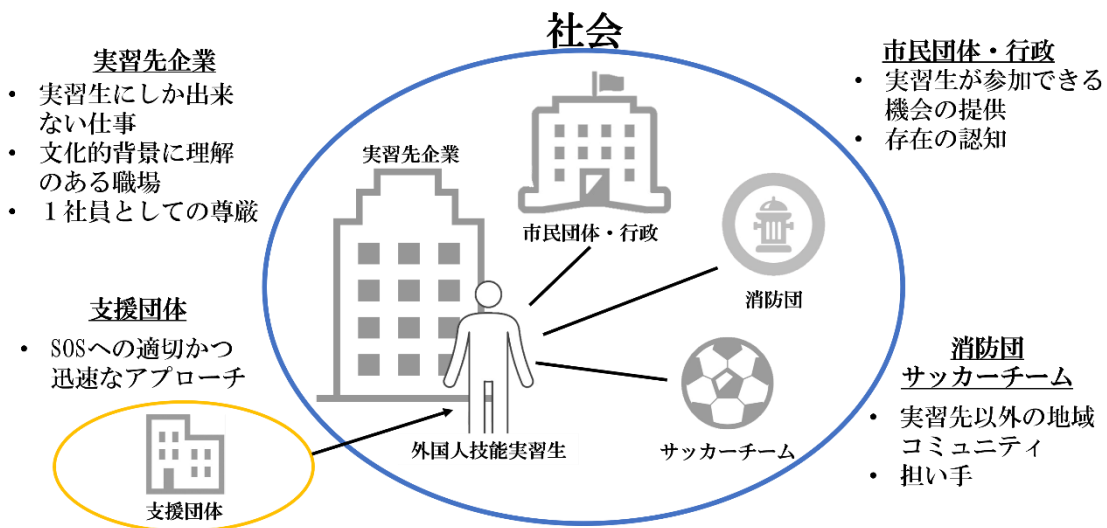 社会
実習先企業
• 実習生にしか出来
ない仕事
• 文化的背景に理解
のある職場
• １社員としての尊厳
市民団体・行政
• 実習生が参加できる
機会の提供
• 存在の認知
実習先企業
市民団体・行政
消防団
支援団体
• SOSへの適切かつ
迅速なアプローチ
消防団
サッカーチーム
• 実習先以外の地域
コミュニティ
• 担い手
外国人技能実習生
サッカーチーム
支援団体